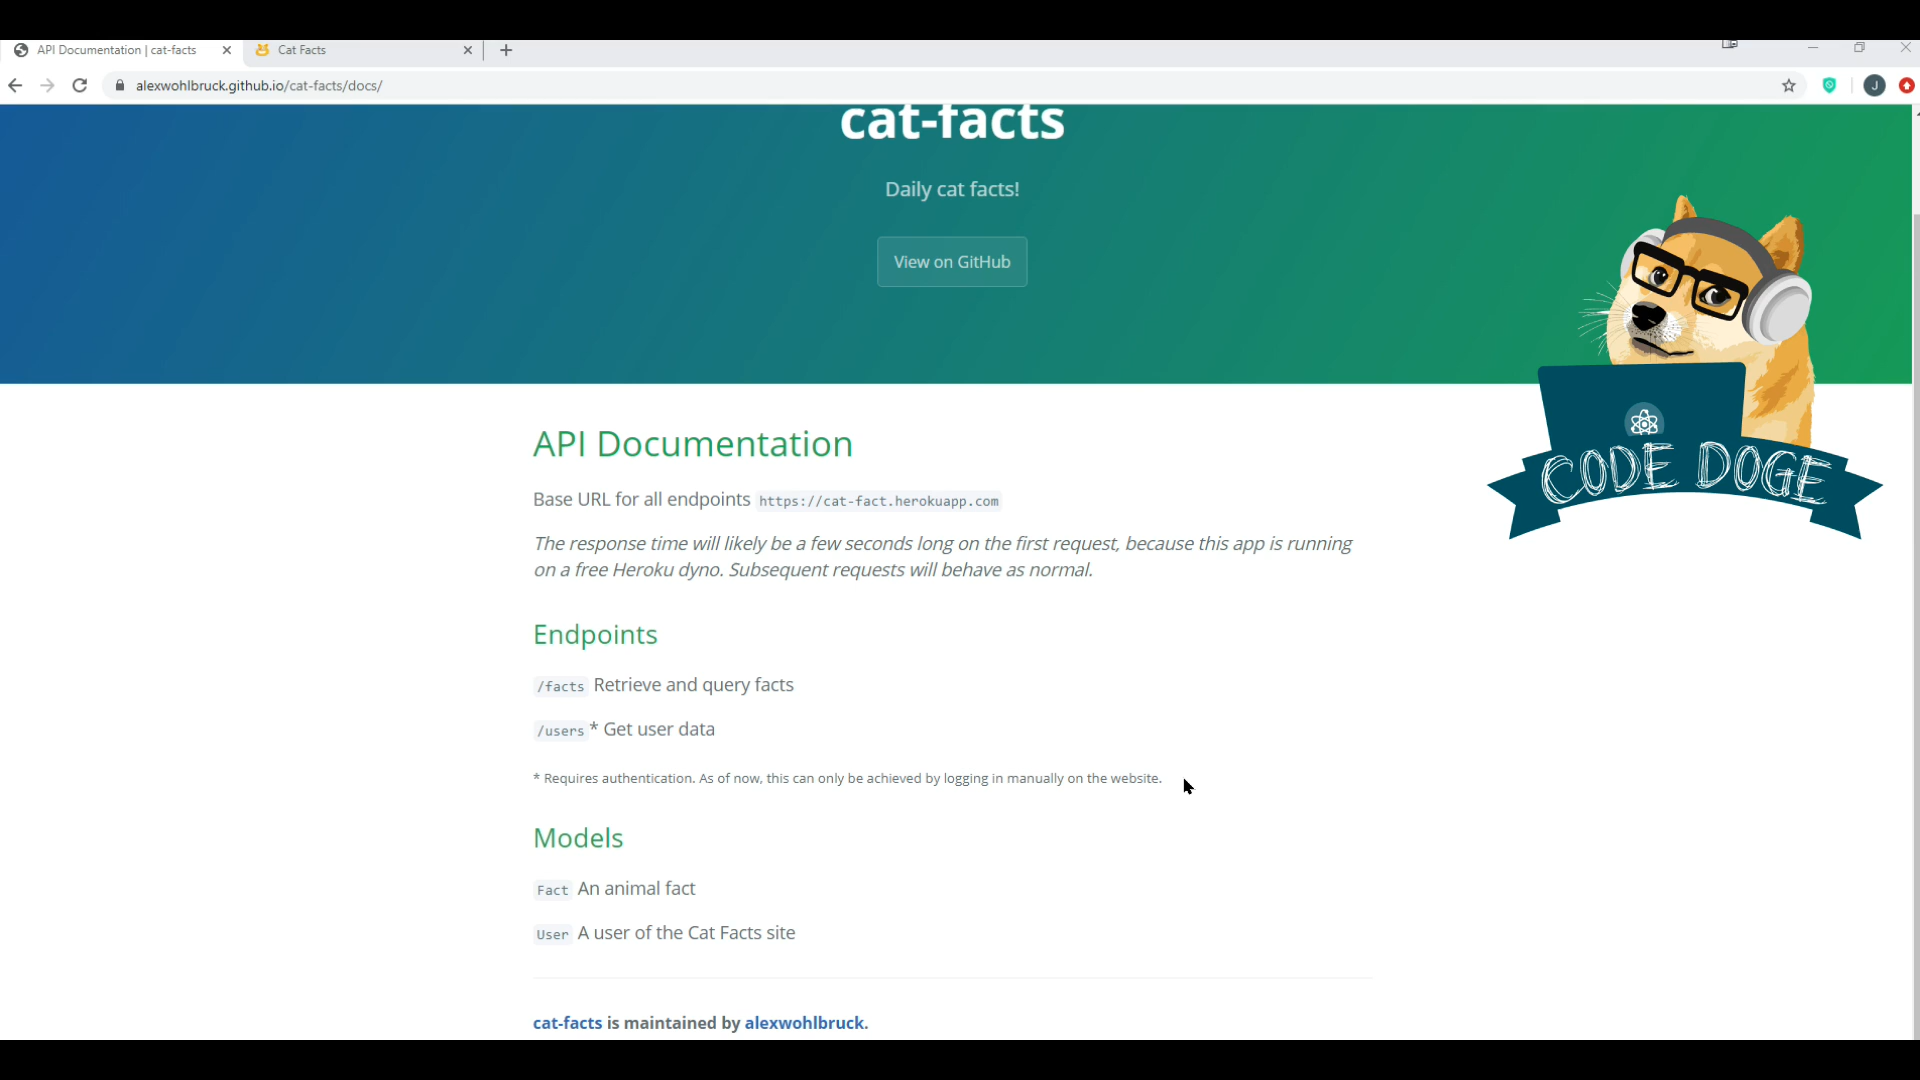 API Documentation | cat-facts
Cat Facts
alexwohlbruck.github.io/cat-facts/docs/
J
cat-facts
Daily cat facts!
View on GitHub
CODE DOGE
API Documentation
Base URL for all endpoints https://cat-fact.herokuapp.com
The response time will likely be a few seconds long on the first request, because this app is running
on a free Heroku dyno. Subsequent requests will behave as normal.
Endpoints
/facts Retrieve and query facts
/users * Get user data
* Requires authentication. As of now, this can only be achieved by logging in manually on the website.
Models
Fact An animal fact
User A user of the Cat Facts site
cat-facts is maintained by alexwohlbruck.